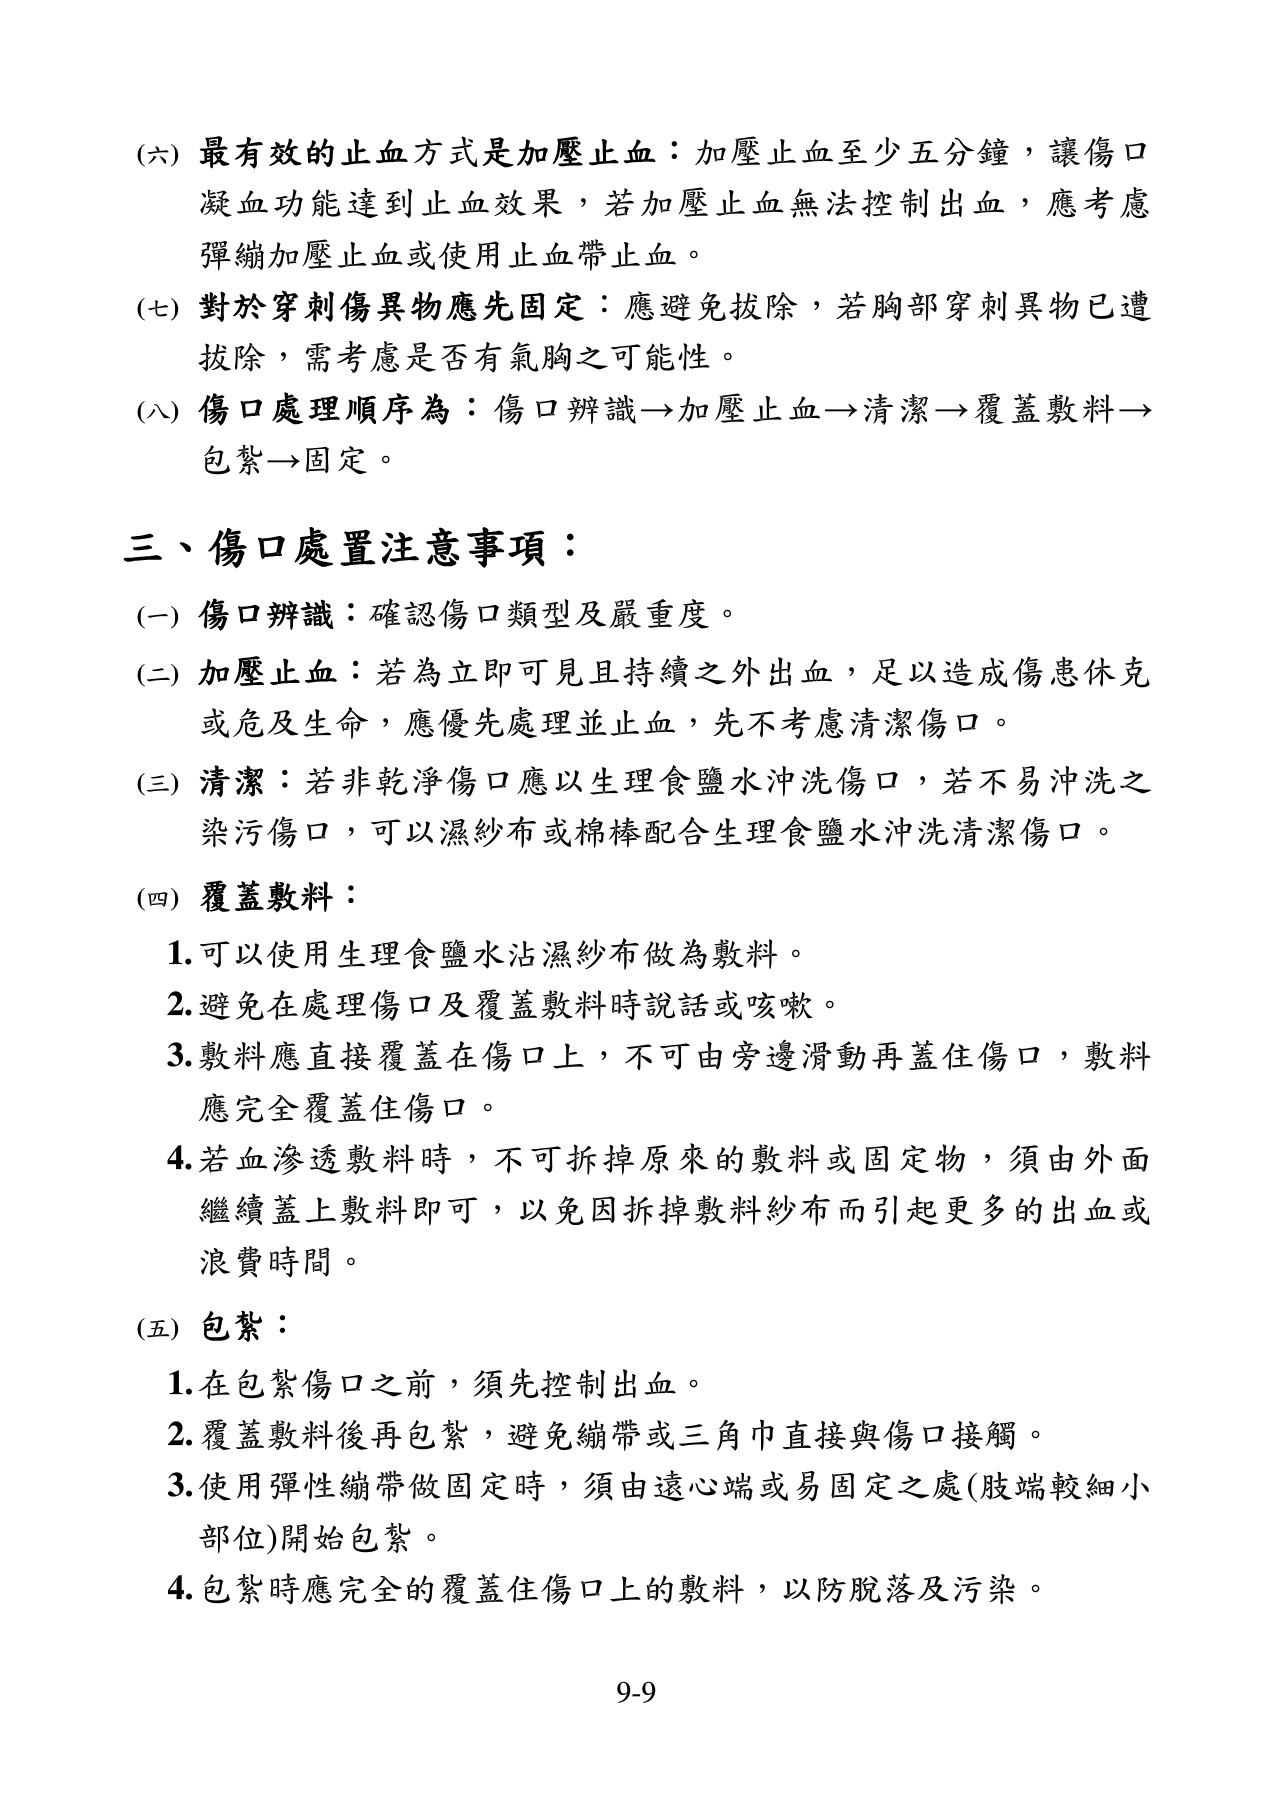 (六) 最有效的止血方式是加壓止血：加壓止血至少五分鐘，讓傷口
凝血功能達到止血效果，若加壓止血無法控制出血，應考慮
彈繃加壓止血或使用止血帶止血。
(七) 對於穿刺傷異物應先固定：應避免拔除，若胸部穿刺異物已遭
拔除，需考慮是否有氣胸之可能性。
(八) 傷口處理順序為：傷口辨識→加壓止血→清潔→覆蓋敷料→
包紮→固定。
三、傷口處置注意事項：
(一) 傷口辨識：確認傷口類型及嚴重度。
(二) 加壓止血：若為立即可見且持續之外出血，足以造成傷患休克
或危及生命，應優先處理並止血，先不考慮清潔傷口。
(三) 清潔：若非乾淨傷口應以生理食鹽水沖洗傷口，若不易沖洗之
染污傷口，可以濕紗布或棉棒配合生理食鹽水沖洗清潔傷口。
(四) 覆蓋敷料：
1.可以使用生理食鹽水沾濕紗布做為敷料。
2.避免在處理傷口及覆蓋敷料時說話或咳嗽。
3.敷料應直接覆蓋在傷口上，不可由旁邊滑動再蓋住傷口，敷料
應完全覆蓋住傷口。
4.若血滲透敷料時，不可拆掉原來的敷料或固定物，須由外面
繼續蓋上敷料即可，以免因拆掉敷料紗布而引起更多的出血或
浪費時間。
(五) 包紮：
1.在包紮傷口之前，須先控制出血。
2.覆蓋敷料後再包紮，避免繃帶或三角巾直接與傷口接觸。
3.使用彈性繃帶做固定時，須由遠心端或易固定之處(肢端較細小
部位)開始包紮。
4.包紮時應完全的覆蓋住傷口上的敷料，以防脫落及污染。
9-9